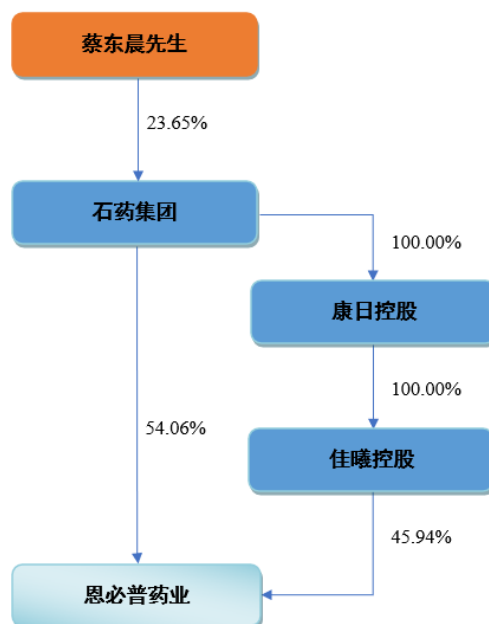 蔡东晨先生
23.65%
石药集团
100.00%
康日控股
100.00%
54.06%
佳曦控股
45.94%
恩必普药业